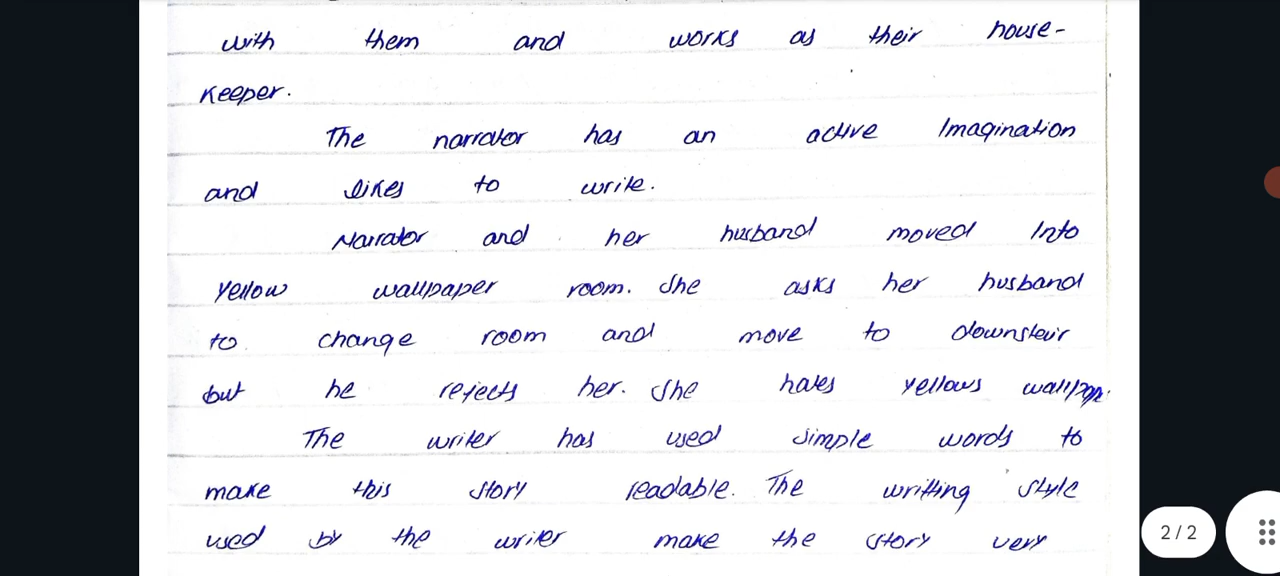 with them and works as their house-
keeper.
The narrator has an active Imagination
and likes to write.
Narrator and her husband moved Into
yellow wallpaper room. She asks her husband
to change room and move to downsteir
but he rejects her. She hates yellows wallpap.
The writer has used simple words to
make this story readable. The writting style
used by the writer make the story very
2/2